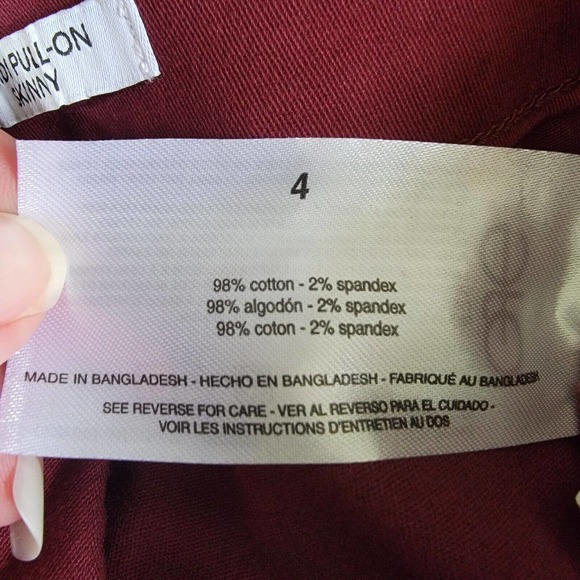 PULL-ON
SKINNY
4
98% cotton - 2% spandex
98% algodón - 2% spandex
98% coton - 2% spandex
MADE IN BANGLADESH - HECHO EN BANGLADESH - FABRIQUÉ AU BANGLADESH
SEE REVERSE FOR CARE - VER AL REVERSO PARA EL CUIDADO -
VOIR LES INSTRUCTIONS D'ENTRETIEN AU DOS